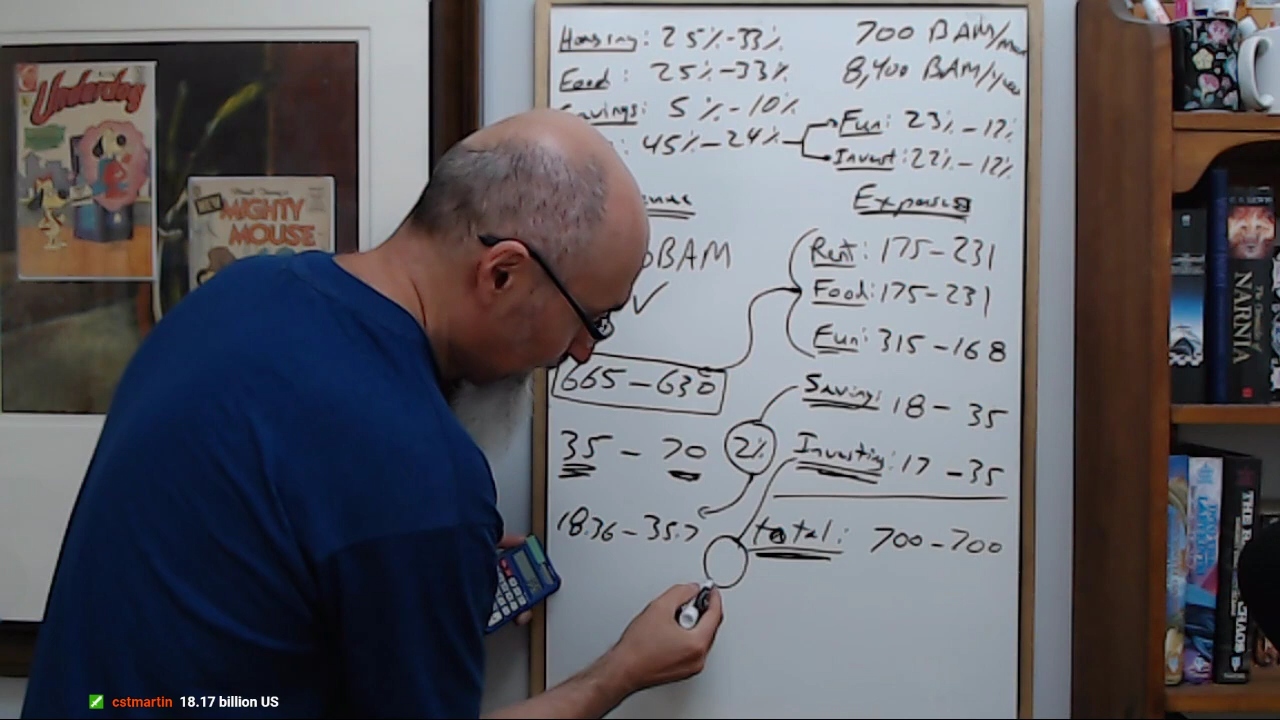 Housing: 25%-33%
700 BAM/
Food: 25%-33%
8,400 BAM/
5%-10%
Fun: 23%-12%
45%-24%
Invest: 22%-12%
Expenses
BAM
Rent: 175-231
Food: 175-231
Fun: 315-168
665-630
Savings 18-35
35-70
2%
Investing: 17-35
18.36-35.7
total: 700-700
Underdog
MIGHTY
MOUSE
NARNIA
CHAOS
cstmartin 18.17 billion US